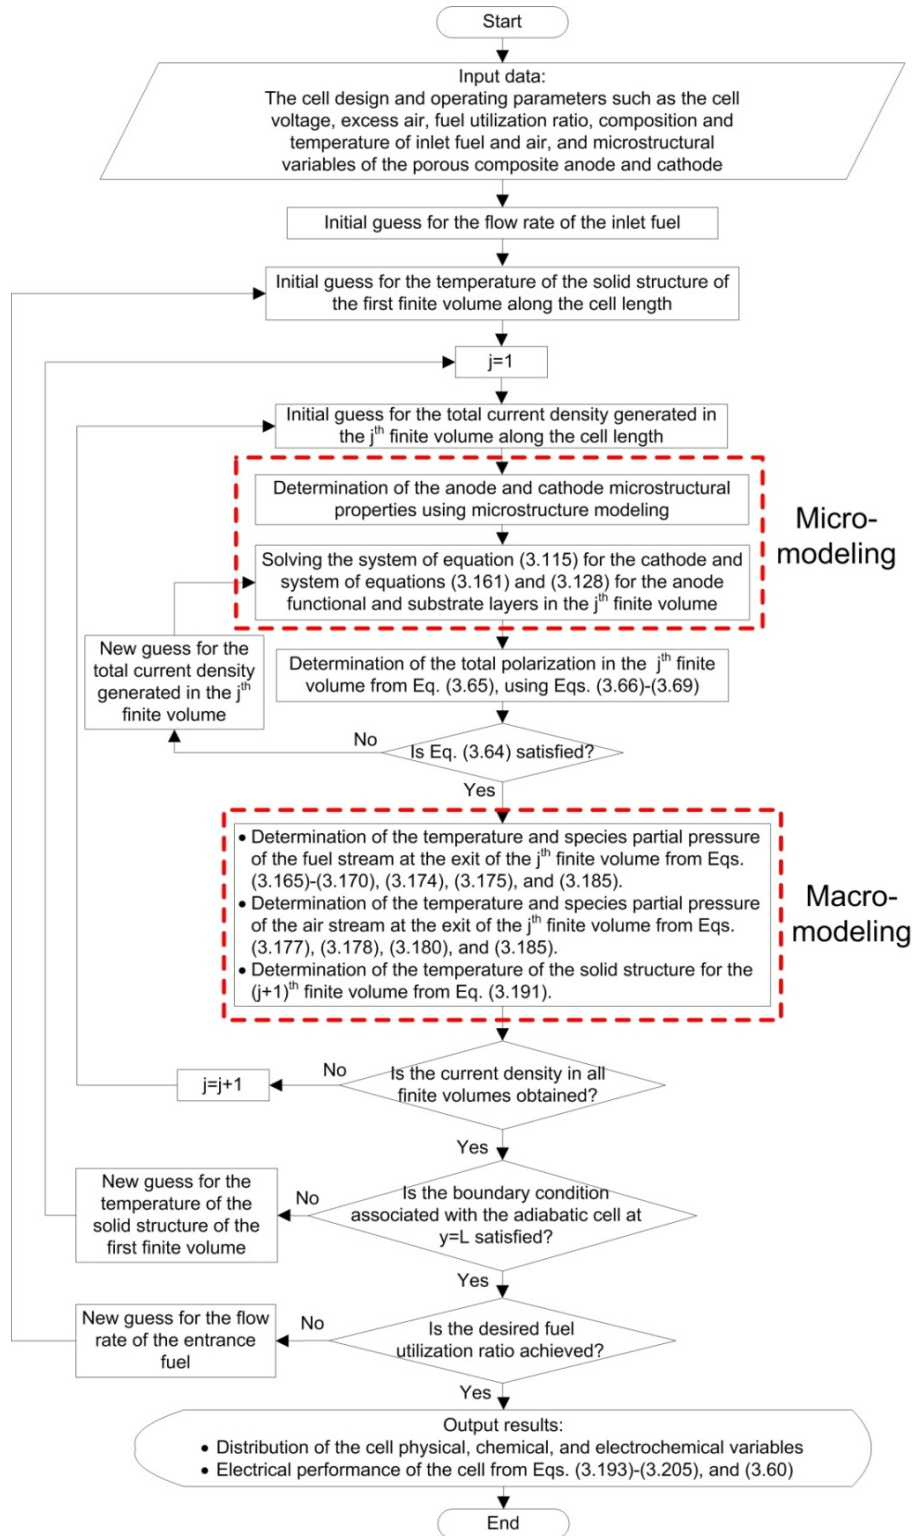 Start
Input data:
The cell design and operating parameters such as the cell
voltage, excess air, fuel utilization ratio, composition and
temperature of inlet fuel and air, and microstructural
variables of the porous composite anode and cathode
Initial guess for the flow rate of the inlet fuel
Initial guess for the temperature of the solid structure of
the first finite volume along the cell length
j=1
Initial guess for the total current density generated in
the jth finite volume along the cell length
Determination of the anode and cathode microstructural
properties using microstructure modeling
Micro-
modeling
Solving the system of equation (3.115) for the cathode and
system of equations (3.161) and (3.128) for the anode
functional and substrate layers in the jth finite volume
New guess for the
total current density
generated in the jth
finite volume
Determination of the total polarization in the jth finite
volume from Eq. (3.65), using Eqs. (3.66)-(3.69)
No
Is Eq. (3.64) satisfied?
Yes
• Determination of the temperature and species partial pressure
of the fuel stream at the exit of the jth finite volume from Eqs.
(3.165)-(3.170), (3.174), (3.175), and (3.185).
• Determination of the temperature and species partial pressure
of the air stream at the exit of the jth finite volume from Eqs.
(3.177), (3.178), (3.180), and (3.185).
• Determination of the temperature of the solid structure for the
(j+1)th finite volume from Eq. (3.191).
Macro-
modeling
j=j+1
No
Is the current density in all
finite volumes obtained?
Yes
New guess for the
temperature of the
solid structure of the
first finite volume
No
Is the boundary condition
associated with the adiabatic cell at
y=L satisfied?
Yes
New guess for the flow
rate of the entrance
fuel
No
Is the desired fuel
utilization ratio achieved?
Yes
Output results:
• Distribution of the cell physical, chemical, and electrochemical variables
• Electrical performance of the cell from Eqs. (3.193)-(3.205), and (3.60)
End